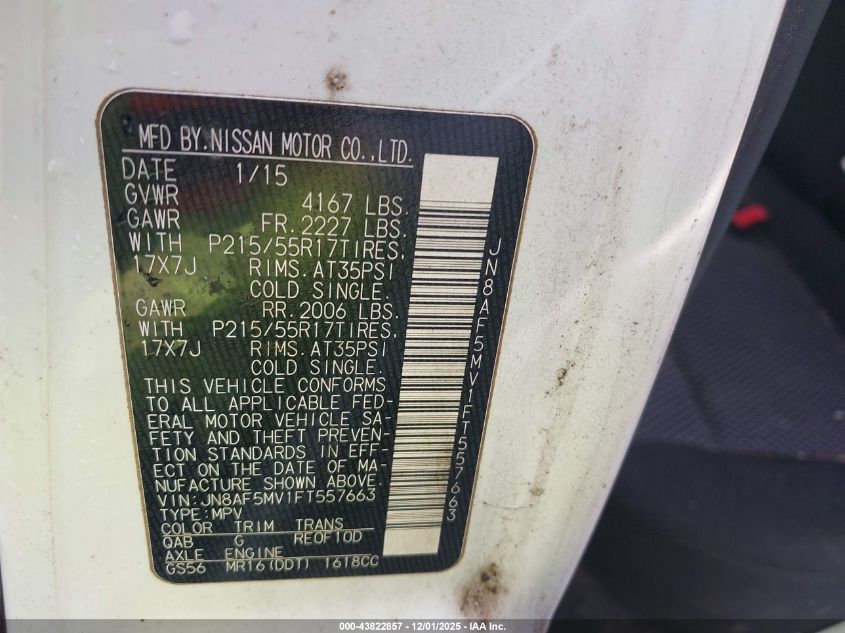 MFD BY.NISSAN MOTOR CO.,LTD.
DATE 1/15
GVWR 4167 LBS.
GAWR FR.2227 LBS.
WITH P215/55R17TIRES,
17X7J RIMS.AT35PSI
COLD SINGLE.
GAWR RR.2006 LBS.
WITH P215/55R17TIRES,
17X7J RIMS.AT35PSI
COLD SINGLE.
THIS VEHICLE CONFORMS
TO ALL APPLICABLE FED-
ERAL MOTOR VEHICLE SA-
FETY AND THEFT PREVEN-
TION STANDARDS IN EFF-
ECT ON THE DATE OF MA-
NUFACTURE SHOWN ABOVE.
VIN:JN8AF5MV1FT557663
TYPE:MPV
COLOR TRIM TRANS
QAB G RE0F10D
AXLE ENGINE
GS56 MR16(DDT) 1618CC
JN8AF5MV1FT557663
000-43822857 - 12/01/2025 - IAA Inc.